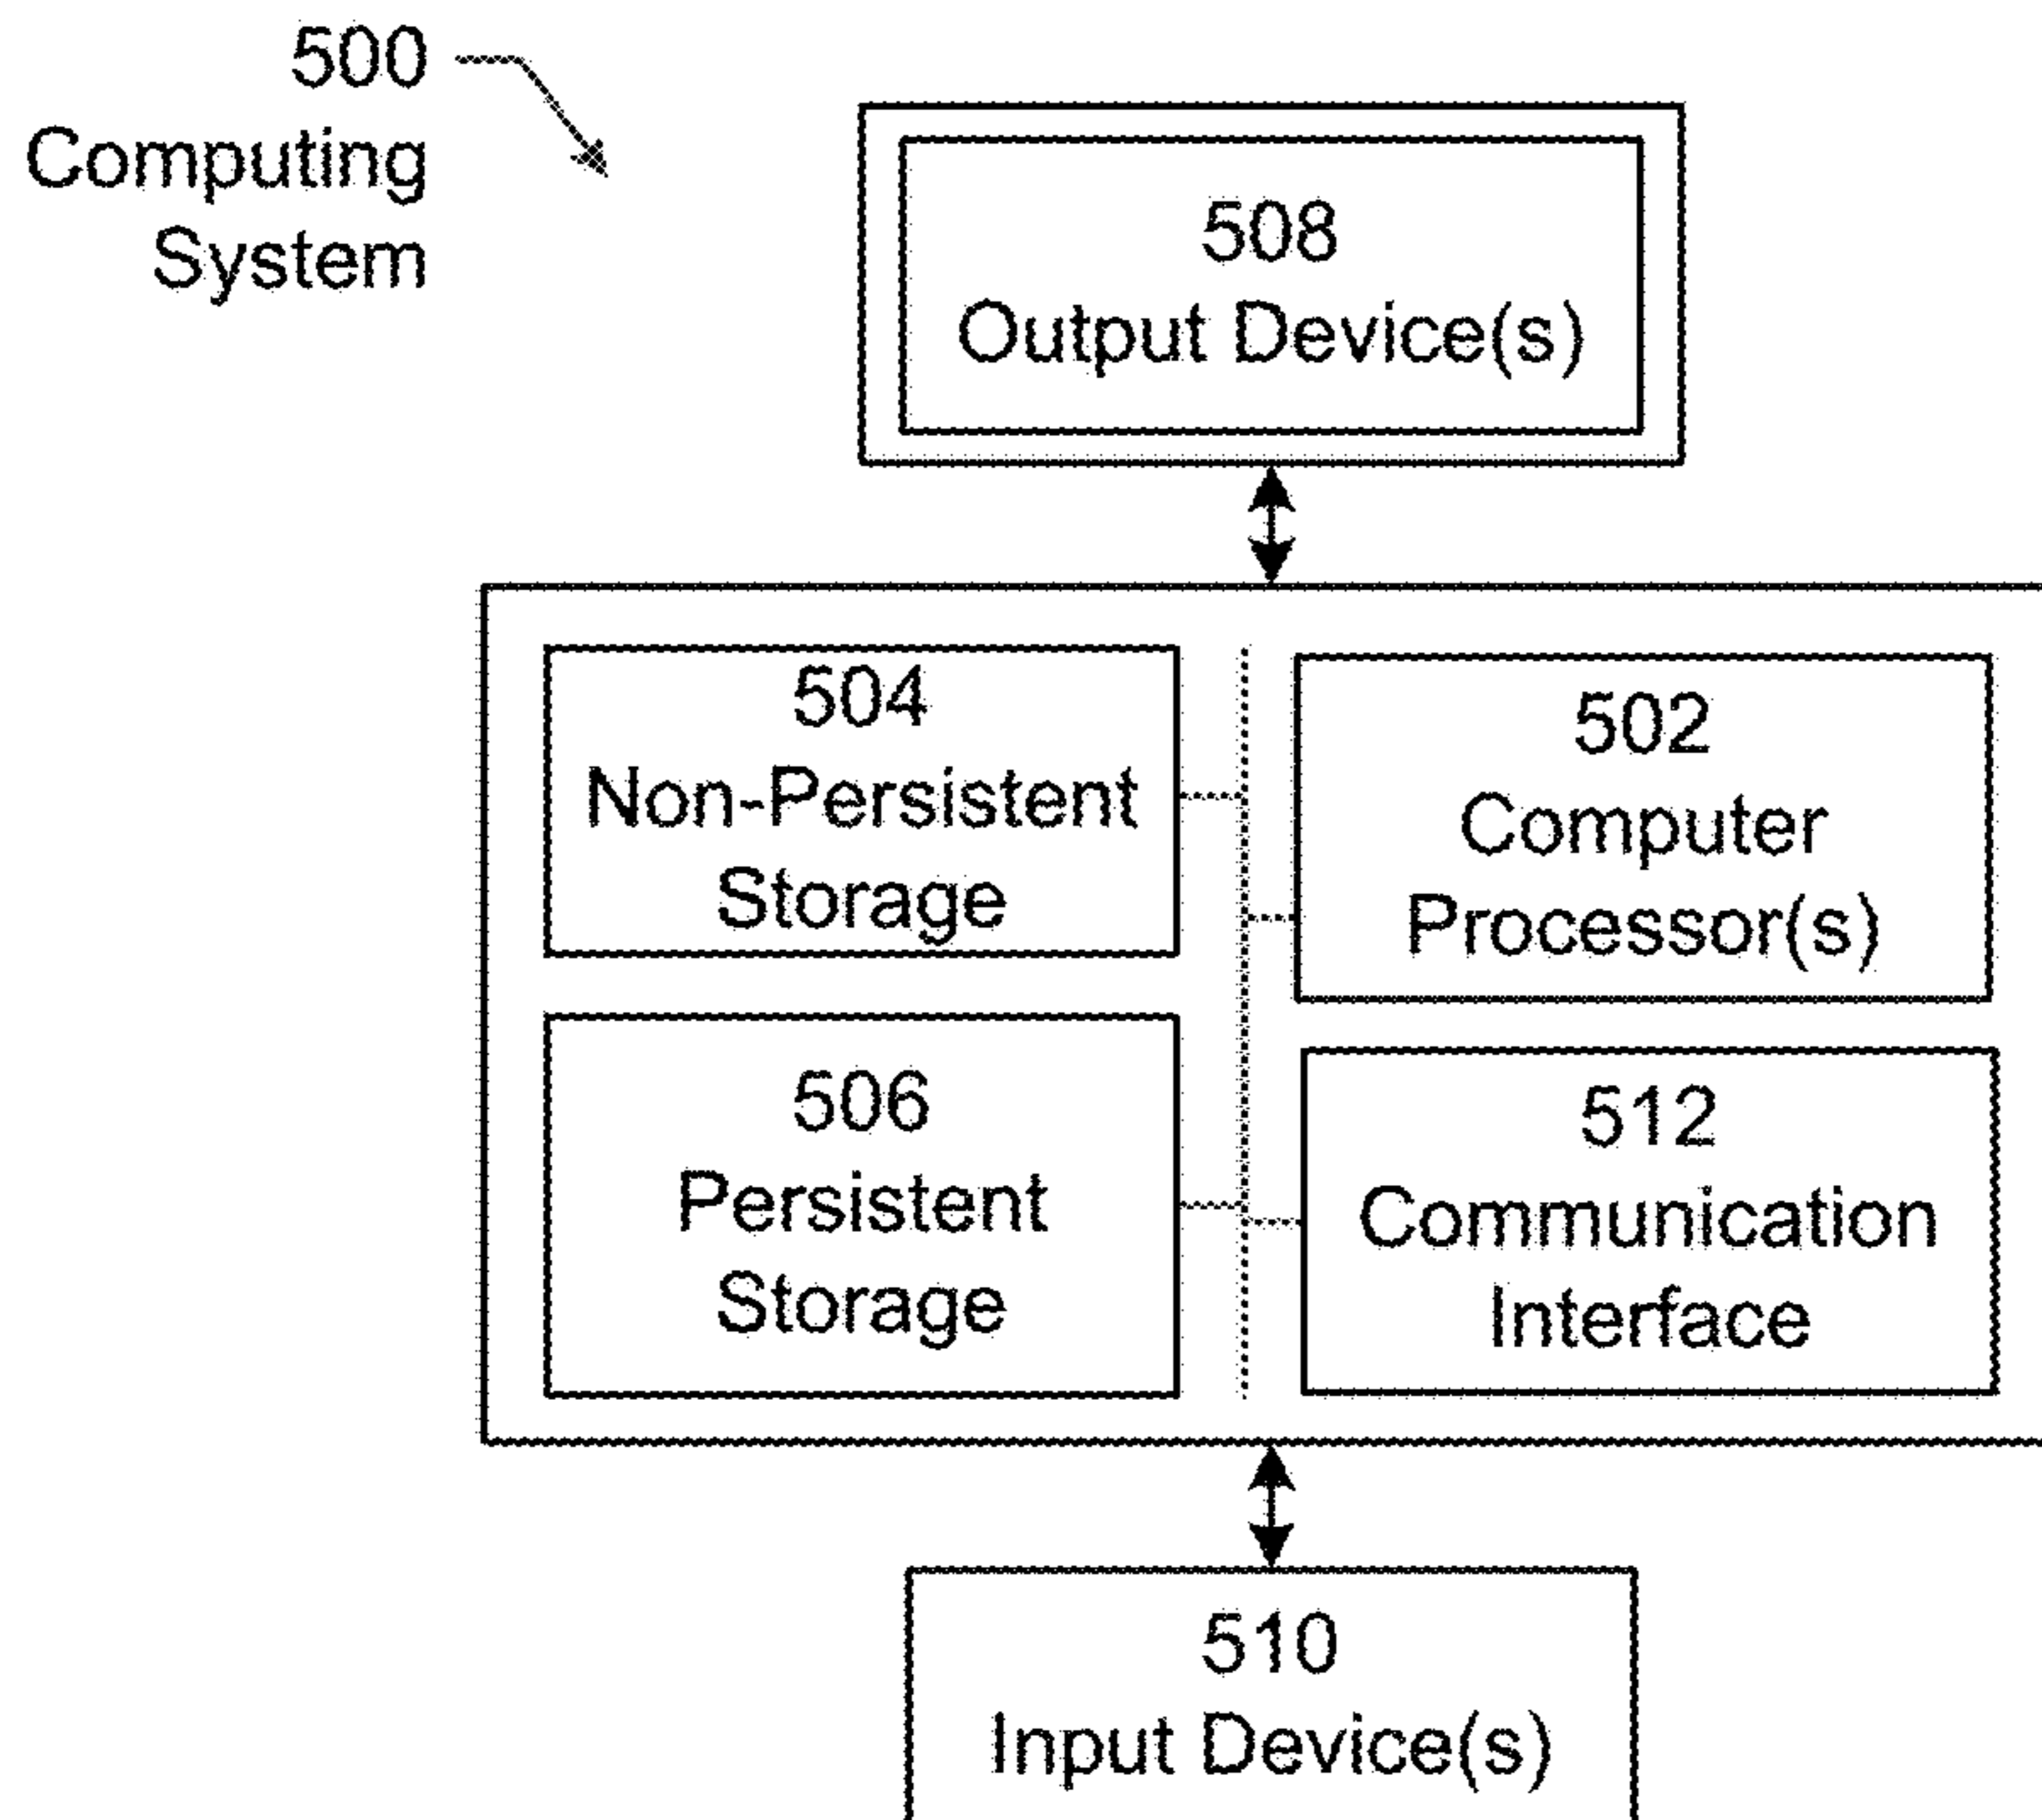 500
Computing
System
508
Output Device(s)
504
Non-Persistent
Storage
502
Computer
Processor(s)
506
Persistent
Storage
512
Communication
Interface
510
Input Device(s)